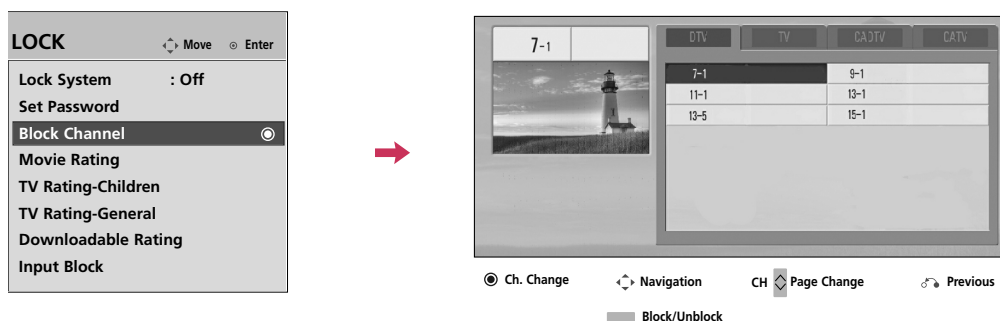 LOCK
Move
Enter
Lock System : Off
Set Password
Block Channel
Movie Rating
TV Rating-Children
TV Rating-General
Downloadable Rating
Input Block
7-1
DTV TV CADTV CATV
7-1 9-1
11-1 13-1
13-5 15-1
Ch. Change
Navigation
CH Page Change
Previous
Block/Unblock